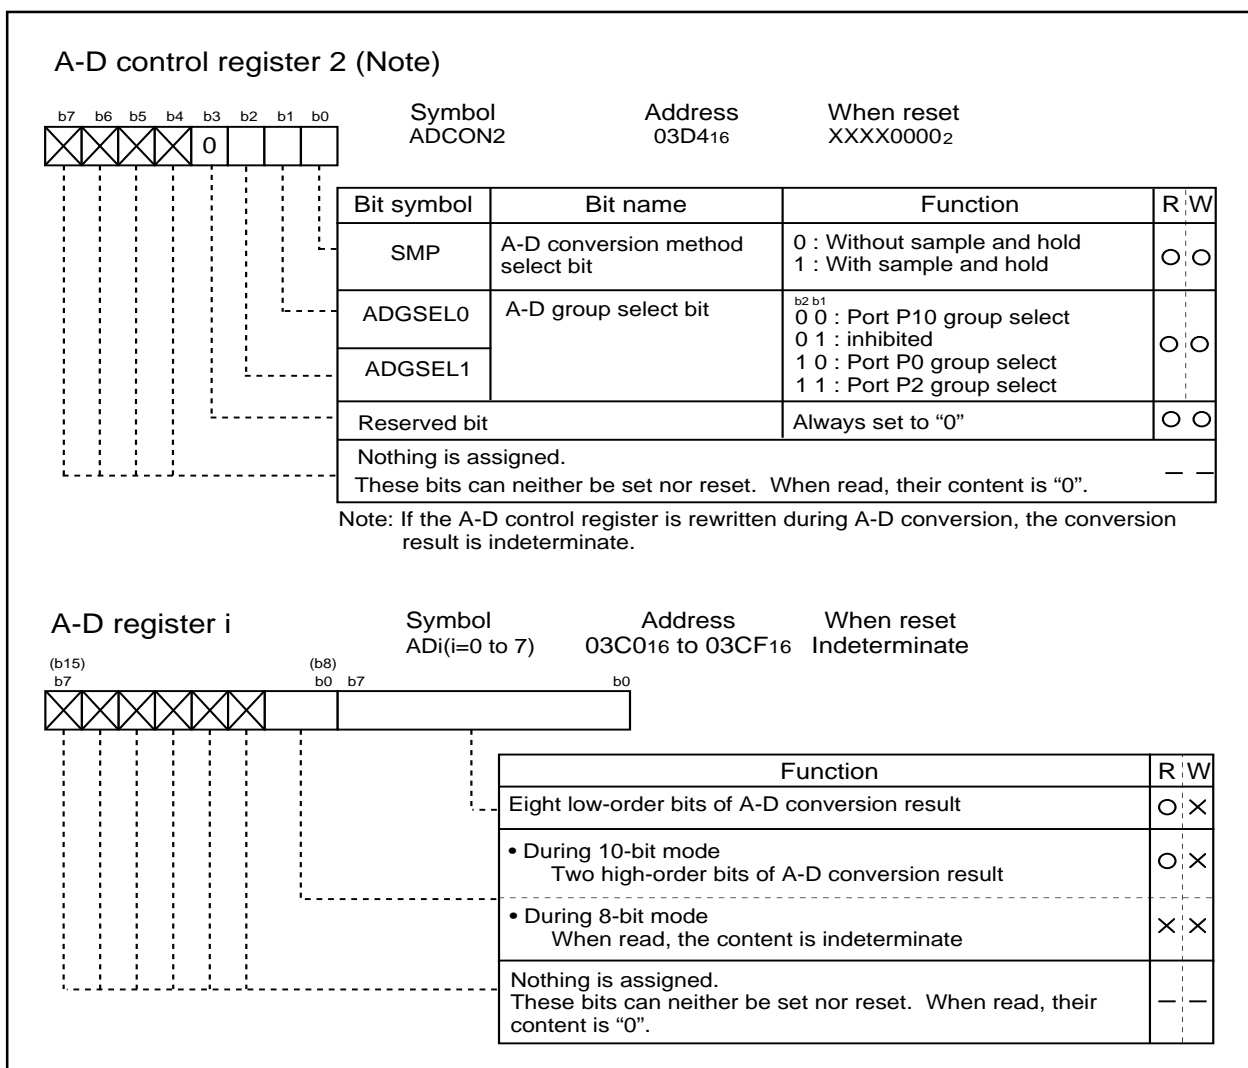 A-D control register 2 (Note)
Symbol Address When reset
ADCON2 03D416 XXXX00002
b7 b6 b5 b4 b3 b2 b1 b0
0
Bit symbol Bit name Function R W
SMP A-D conversion method select bit 0 : Without sample and hold
1 : With sample and hold
ADGSEL0 A-D group select bit b2 b1
0 0 : Port P10 group select
0 1 : inhibited
ADGSEL1 1 0 : Port P0 group select
1 1 : Port P2 group select
Reserved bit Always set to “0”
Nothing is assigned.
These bits can neither be set nor reset. When read, their content is “0”.
Note: If the A-D control register is rewritten during A-D conversion, the conversion
result is indeterminate.
A-D register i
Symbol Address When reset
ADi(i=0 to 7) 03C016 to 03CF16 Indeterminate
(b15) (b8)
b7 b0 b7 b0
Function R W
Eight low-order bits of A-D conversion result
• During 10-bit mode
Two high-order bits of A-D conversion result
• During 8-bit mode
When read, the content is indeterminate
Nothing is assigned.
These bits can neither be set nor reset. When read, their
content is “0”.